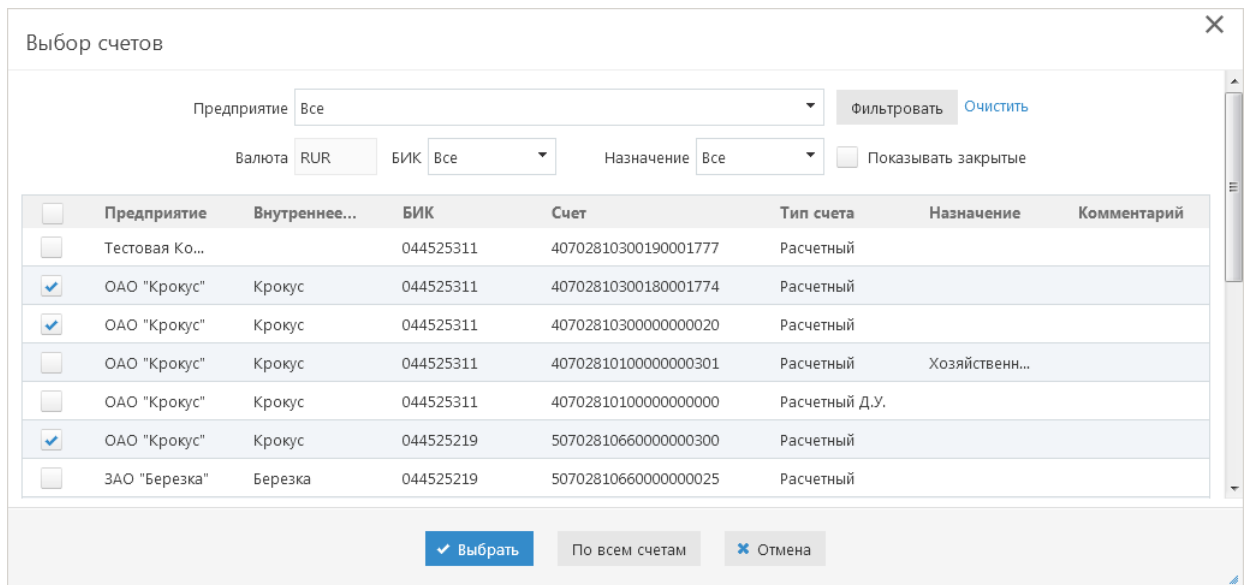 Выбор счетов
Предприятие Все Фильтровать Очистить
Валюта RUR БИК Все Назначение Все Показывать закрытые
Предприятие Внутреннее... БИК Счет Тип счета Назначение Комментарий
Тестовая Ко... 044525311 40702810300190001777 Расчетный
ОАО "Крокус" Крокус 044525311 40702810300180001774 Расчетный
ОАО "Крокус" Крокус 044525311 40702810300000000020 Расчетный
ОАО "Крокус" Крокус 044525311 40702810100000000301 Расчетный Хозяйственн...
ОАО "Крокус" Крокус 044525311 40702810100000000000 Расчетный Д.У.
ОАО "Крокус" Крокус 044525219 50702810660000000300 Расчетный
ЗАО "Березка" Березка 044525219 50702810660000000025 Расчетный
Выбрать По всем счетам Отмена